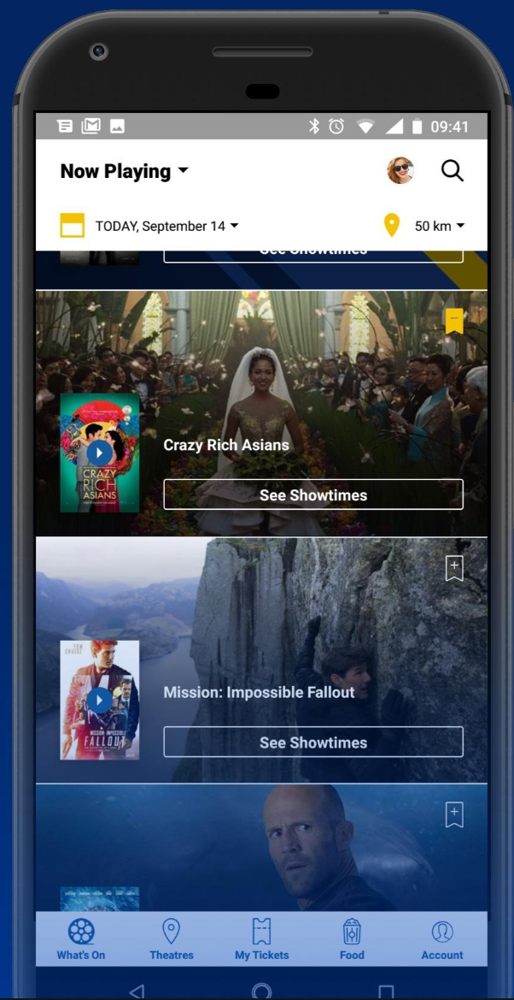 09:41
Now Playing
TODAY, September 14
50 km
See Showtimes
Crazy Rich Asians
CRAZY
RICH
ASIANS
See Showtimes
TOM
CRUISE
Mission: Impossible Fallout
MISSION: IMPOSSIBLE
FALLOUT
See Showtimes
What's On
Theatres
My Tickets
Food
Account